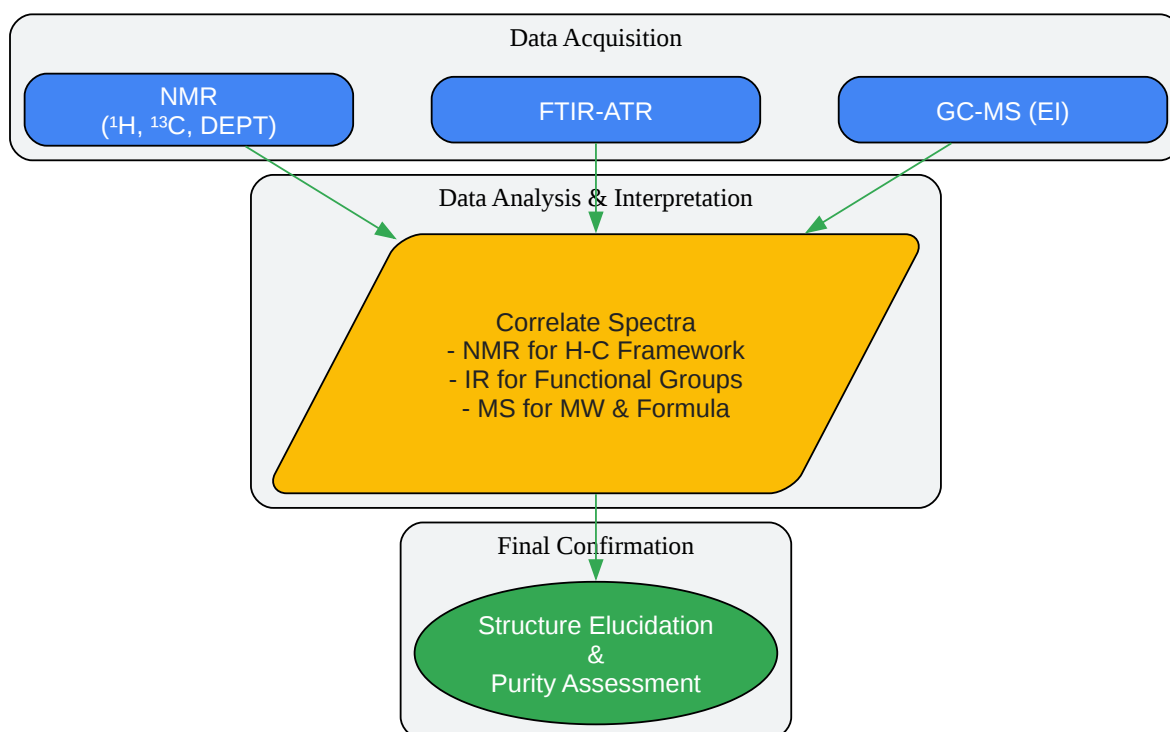 Data Acquisition
NMR
(¹H, ¹³C, DEPT)
FTIR-ATR
GC-MS (EI)
Data Analysis & Interpretation
Correlate Spectra
- NMR for H-C Framework
- IR for Functional Groups
- MS for MW & Formula
Final Confirmation
Structure Elucidation
&
Purity Assessment